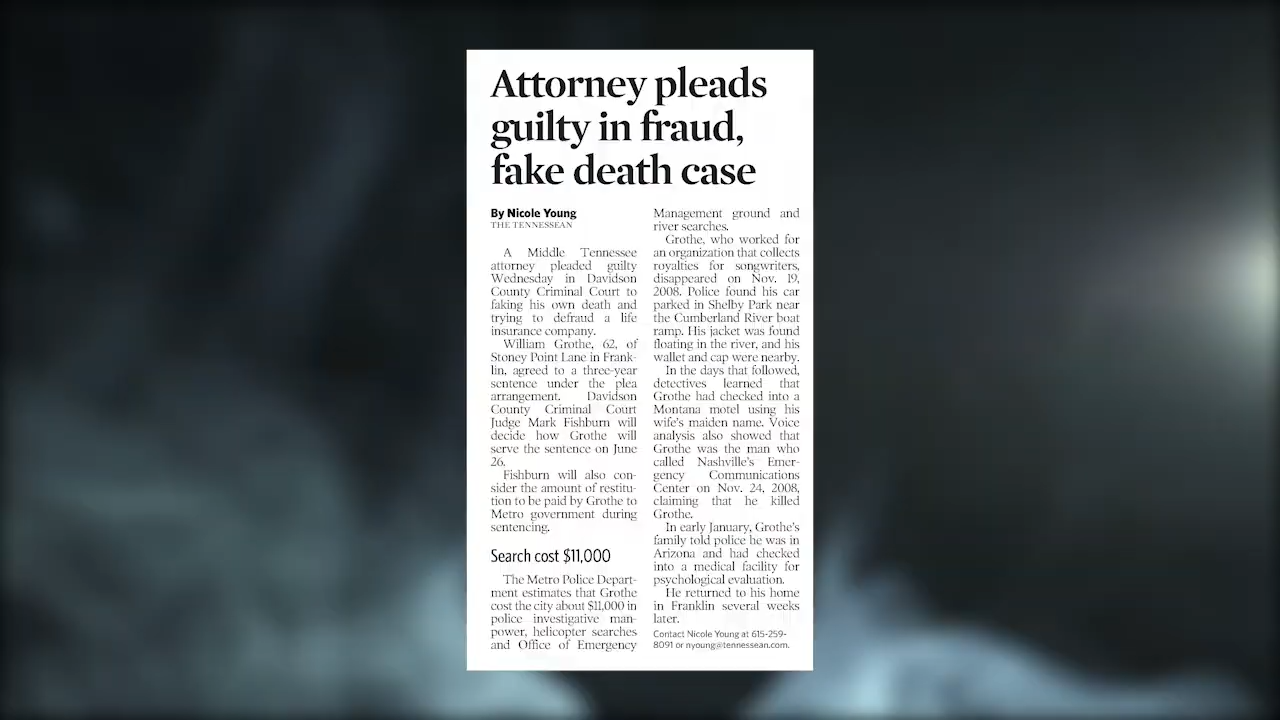 Attorney pleads
guilty in fraud,
fake death case
By Nicole Young
THE TENNESSEAN
A Middle Tennessee
attorney pleaded guilty
Wednesday in Davidson
County Criminal Court to
faking his own death and
trying to defraud a life
insurance company.
William Grothe, 62, of
Stoney Point Lane in Frank-
lin, agreed to a three-year
sentence under the plea
arrangement. Davidson
County Criminal Court
Judge Mark Fishburn will
decide how Grothe will
serve the sentence on June
26.
Fishburn will also con-
sider the amount of restitu-
tion to be paid by Grothe to
Metro government during
sentencing.
Search cost $11,000
The Metro Police Depart-
ment estimates that Grothe
cost the city about $11,000 in
police investigative man-
power, helicopter searches
and Office of Emergency
Management ground and
river searches.
Grothe, who worked for
an organization that collects
royalties for songwriters,
disappeared on Nov. 19,
2008. Police found his car
parked in Shelby Park near
the Cumberland River boat
ramp. His jacket was found
floating in the river, and his
wallet and cap were nearby.
In the days that followed,
detectives learned that
Grothe had checked into a
Montana motel using his
wife's maiden name. Voice
analysis also showed that
Grothe was the man who
called Nashville's Emer-
gency Communications
Center on Nov. 24, 2008,
claiming that he killed
Grothe.
In early January, Grothe's
family told police he was in
Arizona and had checked
into a medical facility for
psychological evaluation.
He returned to his home
in Franklin several weeks
later.
Contact Nicole Young at 615-259-
8091 or nyoung@tennessean.com.